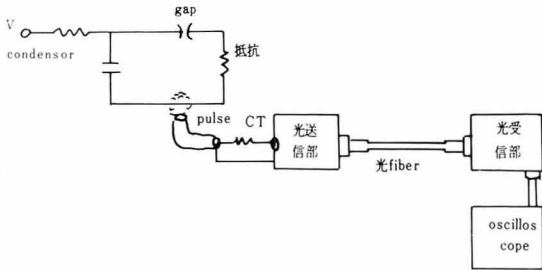 gap
V
condensor
抵抗
pulse
CT
光送
信部
光fiber
光受
信部
oscillos
cope